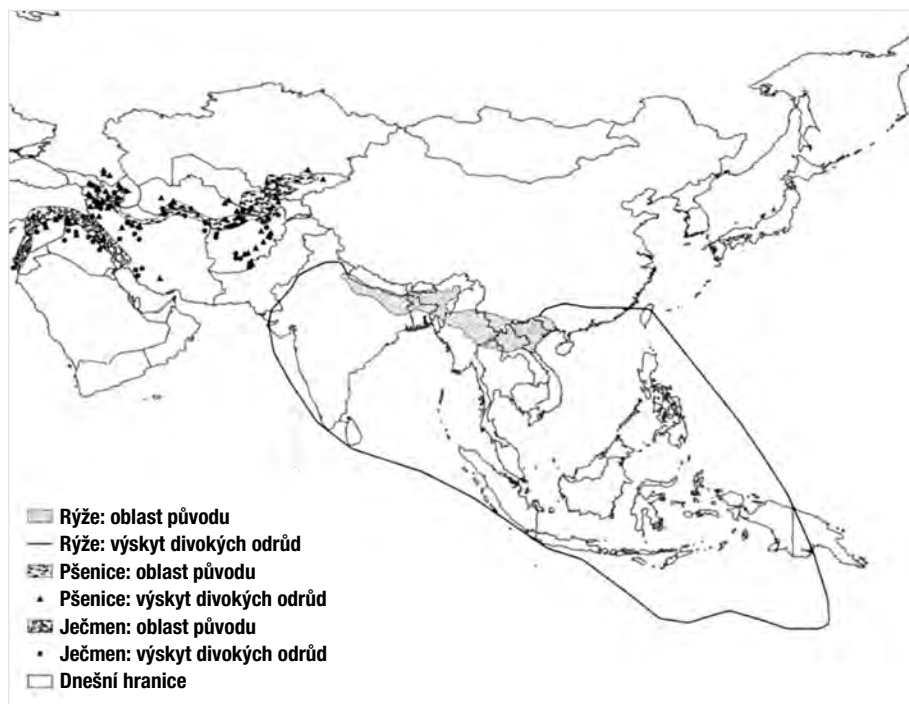 Rýže: oblast původu
Rýže: výskyt divokých odrůd
Pšenice: oblast původu
Pšenice: výskyt divokých odrůd
Ječmen: oblast původu
Ječmen: výskyt divokých odrůd
Dnešní hranice